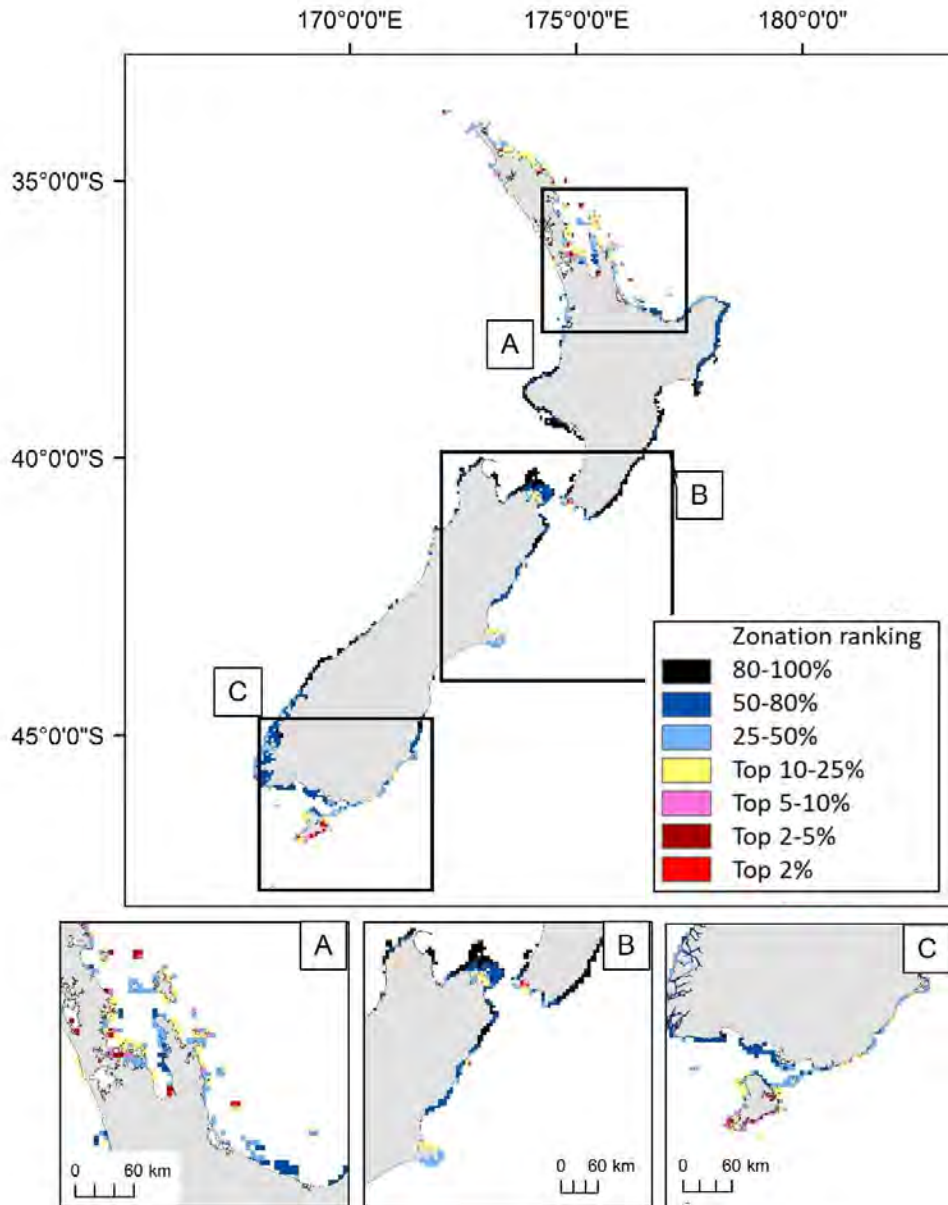 170°0'0"E 175°0'0"E 180°0'0"
35°0'0"S
A
40°0'0"S
B
Zonation ranking
80-100%
C
50-80%
25-50%
45°0'0"S
Top 10-25%
Top 5-10%
Top 2-5%
Top 2%
A
B
C
0 60 km
0 60 km
0 60 km